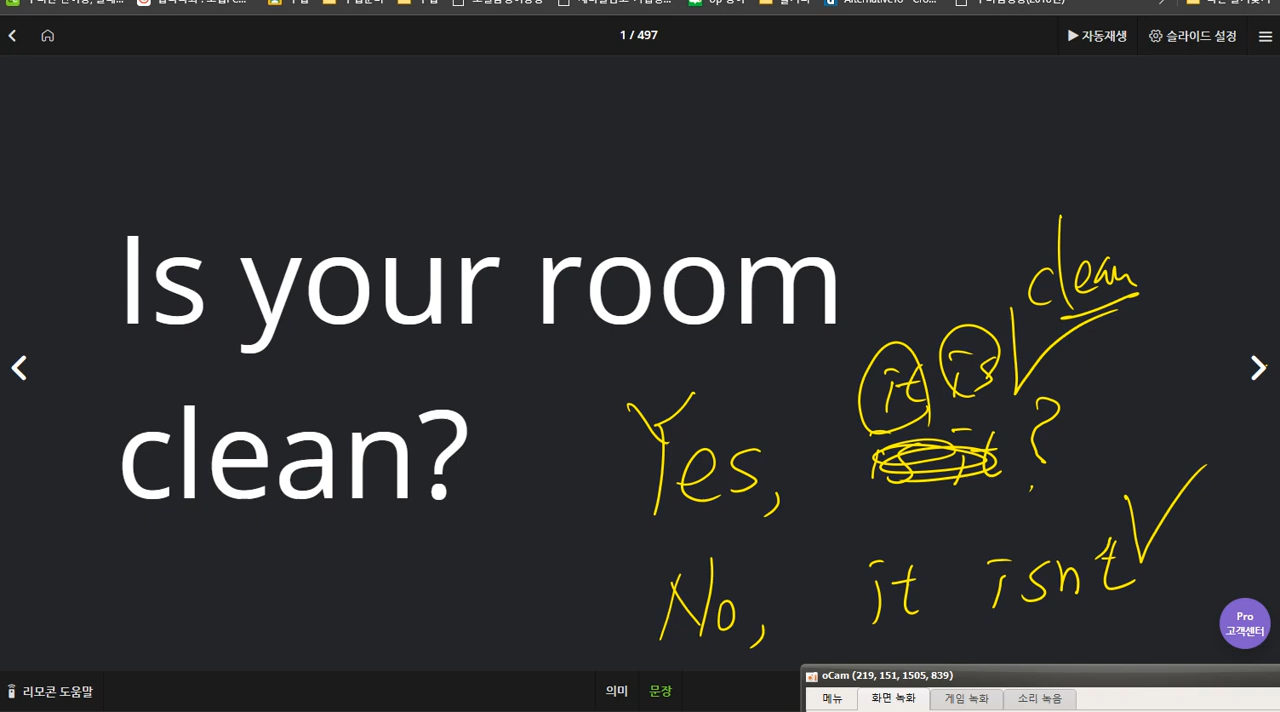 1 / 497
자동재생
슬라이드 설정
Is your room
clean?
clean
it is
Yes, is it ?
No, it isnt
Pro
고객센터
리모콘 도움말
의미
문장
oCam (219, 151, 1505, 839)
메뉴
화면 녹화
게임 녹화
소리 녹음